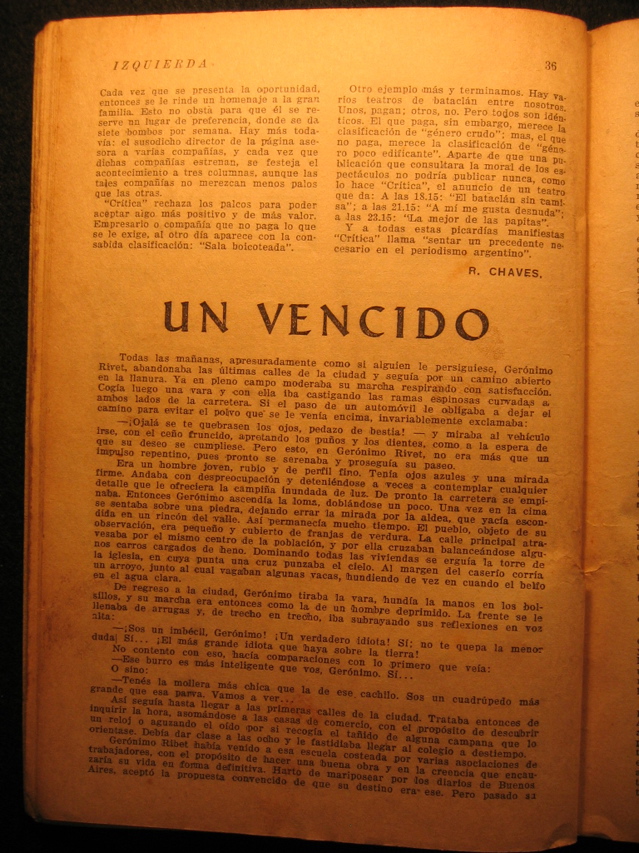 IZQUIERDA
36
Cada vez que se presenta la oportunidad,
entonces se le rinde un homenaje a la gran
familia. Esto no obsta para que él se re-
serve un lugar de preferencia, donde se da
siete bombos por semana. Hay más toda-
vía: el susodicho director de la página ase-
sora a varias compañías, y cada vez que
dichas compañías estrenan, se festeja el
acontecimiento a tres columnas, aunque las
tales compañías no merezcan menos palos
que las otras.
"Crítica" rechaza los palcos para poder
aceptar algo más positivo y de más valor.
Empresario o compañía que no paga lo que
se le exige, al otro día aparece con la con-
sabida clasificación: "Sala boicoteada".
Otro ejemplo más y terminamos. Hay va-
rios teatros de bataclán entre nosotros.
Unos, pagan; otros, no. Pero todos son idén-
ticos. El que paga, sin embargo, merece la
clasificación de "género crudo"; mas, el que
no paga, merece la clasificación de "géne-
ro poco edificante". Aparte de que una pu-
blicación que consultara la moral de los es-
pectáculos no podría publicar nunca, como
lo hace "Crítica", el anuncio de un teatro
que da: A las 18.15: "El bataclán sin cami-
sa"; a las 21.15: "A mí me gusta desnuda";
a las 23.15: "La mejor de las papitas".
Y a todas estas picardías manifiestas
"Crítica" llama "sentar un precedente ne-
cesario en el periodismo argentino".
R. CHAVES.
UN VENCIDO
Todas las mañanas, apresuradamente como si alguien le persiguiese, Gerónimo
Rivet, abandonaba las últimas calles de la ciudad y seguía por un camino abierto
en la llanura. Ya en pleno campo moderaba su marcha respirando con satisfacción.
Cogía luego una vara y con ella iba castigando las ramas espinosas curvadas a
ambos lados de la carretera. Si el paso de un automóvil le obligaba a dejar el
camino para evitar el polvo que se le venía encima, invariablemente exclamaba:
—¡Ojalá se te quebrasen los ojos, pedazo de bestia! — y miraba al vehículo
irse, con el ceño fruncido, apretando los puños y los dientes, como a la espera de
que su deseo se cumpliese. Pero esto, en Gerónimo Rivet, no era más que un
impulso repentino, pues pronto se serenaba y proseguía su paseo.
Era un hombre joven, rubio y de perfil fino. Tenía ojos azules y una mirada
firme. Andaba con despreocupación y deteniéndose a veces a contemplar cualquier
detalle que le ofreciera la campiña inundada de luz. De pronto la carretera se empi-
naba. Entonces Gerónimo ascendía la loma, doblándose un poco. Una vez en la cima
se sentaba sobre una piedra, dejando errar la mirada por la aldea, que yacía escon-
dida en un rincón del valle. Así permanecía mucho tiempo. El pueblo, objeto de su
observación, era pequeño y cubierto de franjas de verdura. La calle principal atra-
vesaba por el mismo centro de la población, y por ella cruzaban balanceándose algu-
nos carros cargados de heno. Dominando todas las viviendas se erguía la torre de
la iglesia, en cuya punta una cruz punzaba el cielo. Al margen del caserío corría
un arroyo, junto al cual vagaban algunas vacas, hundiendo de vez en cuando el belfo
en el agua clara.
De regreso a la ciudad, Gerónimo tiraba la vara, hundía la manos en los bol-
sillos, y su marcha era entonces como la de un hombre deprimido. La frente se le
llenaba de arrugas y, de trecho en trecho, iba subrayando sus reflexiones en voz
alta:
—¡Sos un imbécil, Gerónimo! ¡Un verdadero idiota! Sí; no te quepa la menor
duda¡ Sí... ¡El más grande idiota que haya sobre la tierra!
No contento con eso, hacía comparaciones con lo primero que veía:
—Ese burro es más inteligente que vos, Gerónimo. Sí...
O sino:
—Tenés la mollera más chica que la de ese cachilo. Sos un cuadrúpedo más
grande que esa parva. Vamos a ver...
Así seguía hasta llegar a las primeras calles de la ciudad. Trataba entonces de
inquirir la hora, asomándose a las casas de comercio, con el propósito de descubrir
un reloj o aguzando el oído por si recogía el tañido de alguna campana que lo
orientase. Debía dar clase a las ocho y le fastidiaba llegar al colegio a destiempo.
Gerónimo Ribet había venido a esa escuela costeada por varias asociaciones de
trabajadores, con el propósito de hacer una buena obra y en la creencia que encau-
zaría su vida en forma definitiva. Harto de mariposear por los diarios de Buenos
Aires, aceptó la propuesta convencido de que su destino era ese. Pero pasado